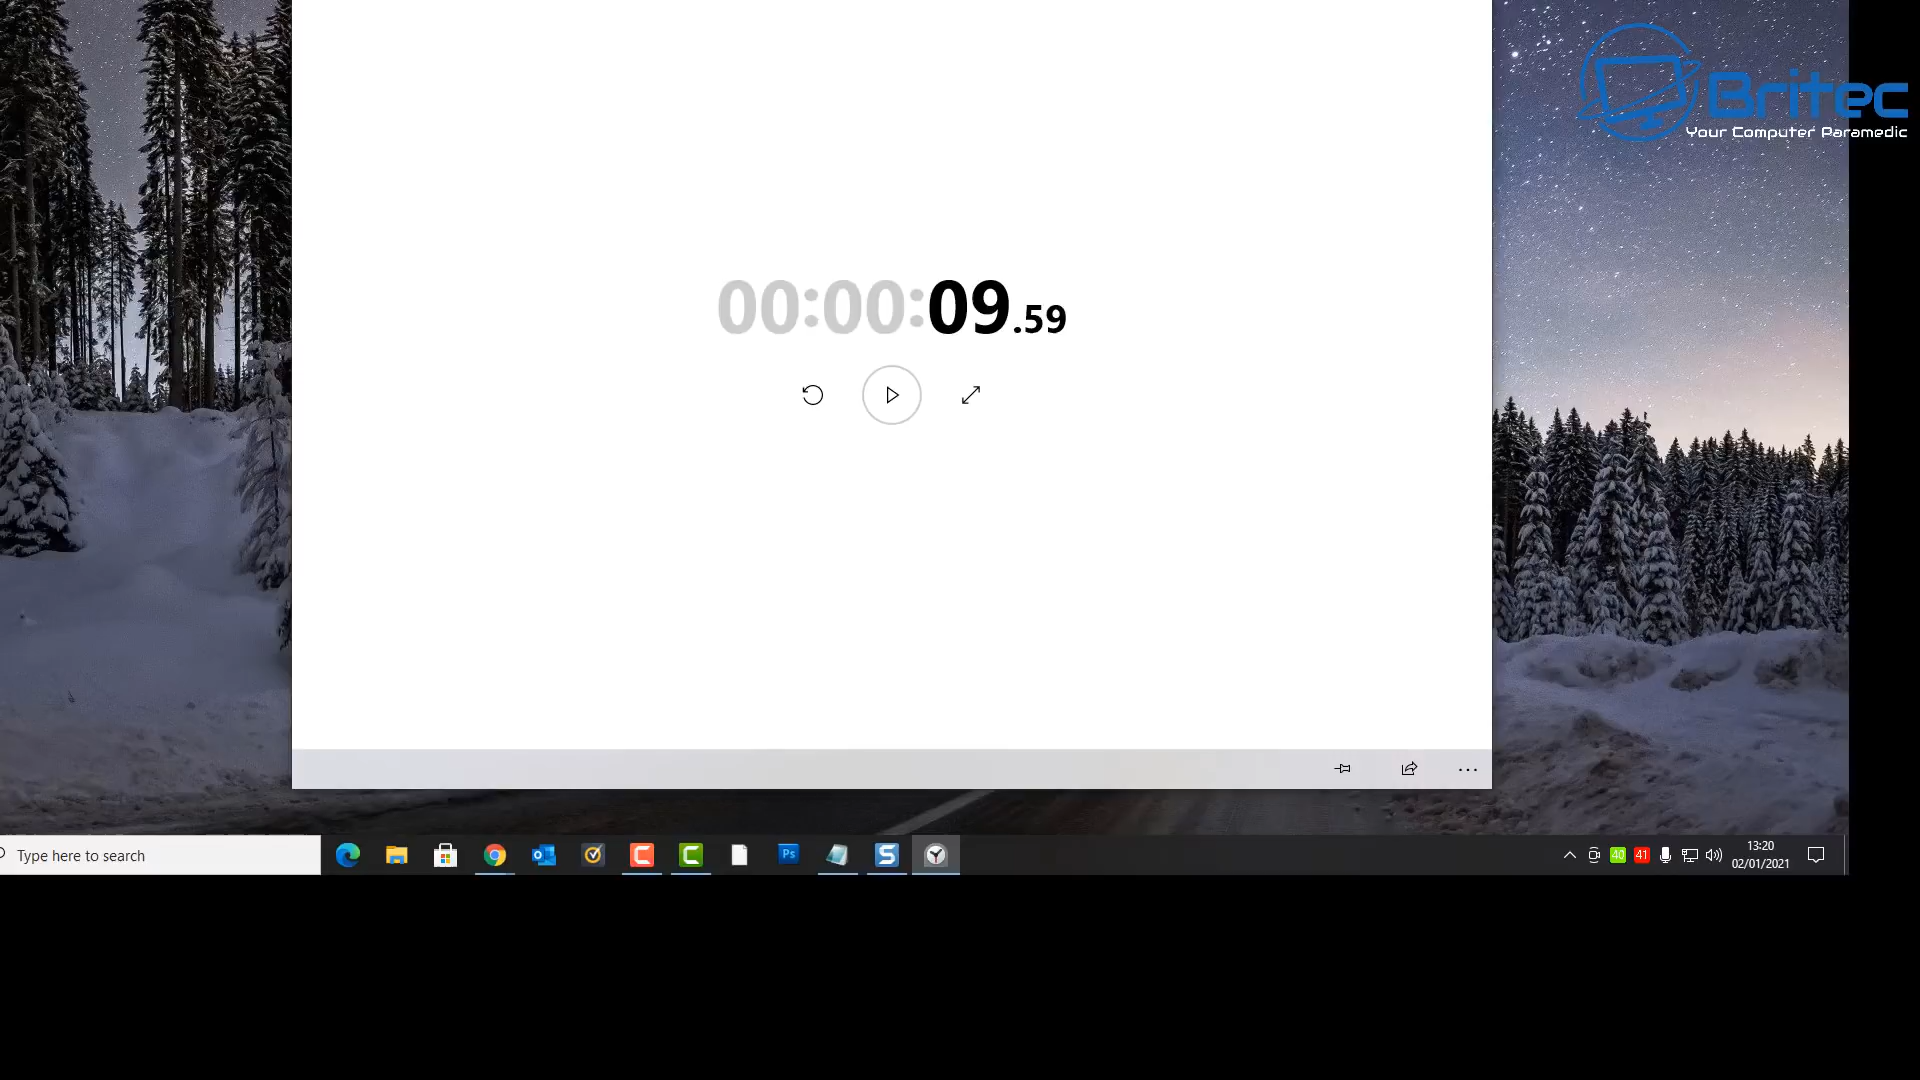 Britec
Your Computer Paramedic
00:00:09.59
Type here to search
Ps
40
41
13:20
02/01/2021